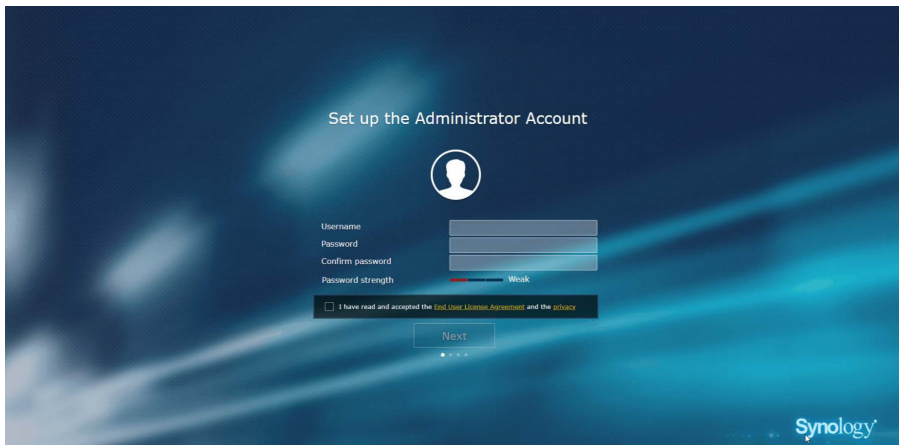 Set up the Administrator Account
Username
Password
Confirm password
Password strength Weak
I have read and accepted the End User License Agreement and the privacy
Next
Synology